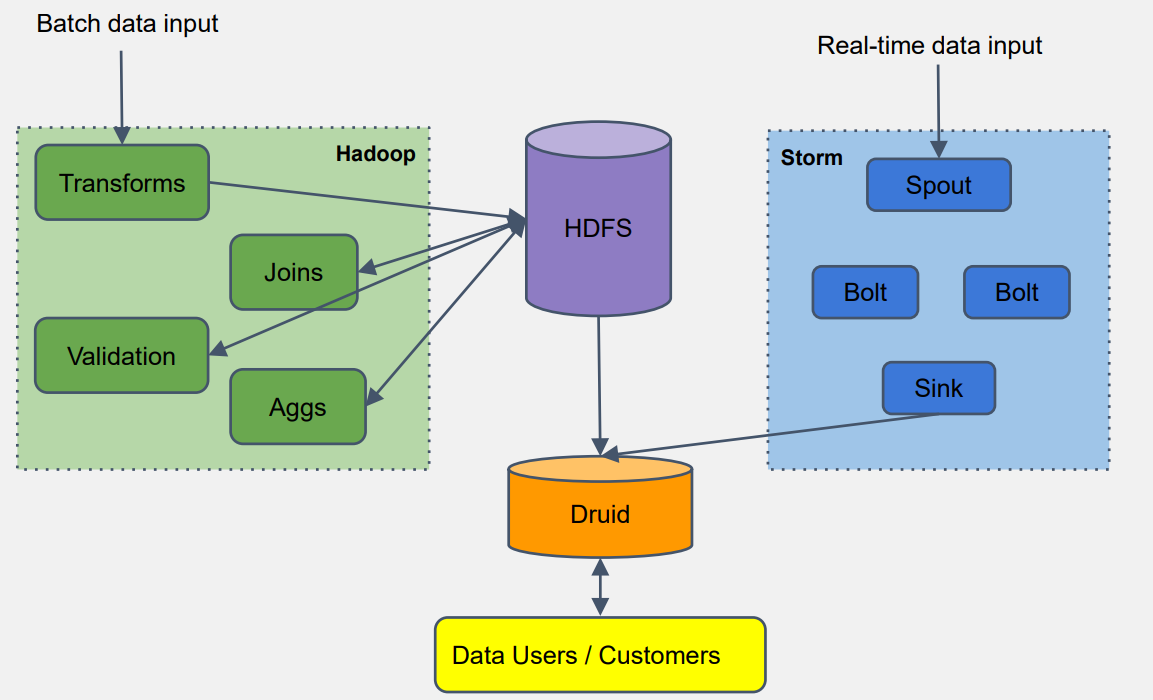 Batch data input
Real-time data input
Hadoop
Storm
Transforms
Spout
HDFS
Joins
Bolt
Bolt
Validation
Sink
Aggs
Druid
Data Users / Customers